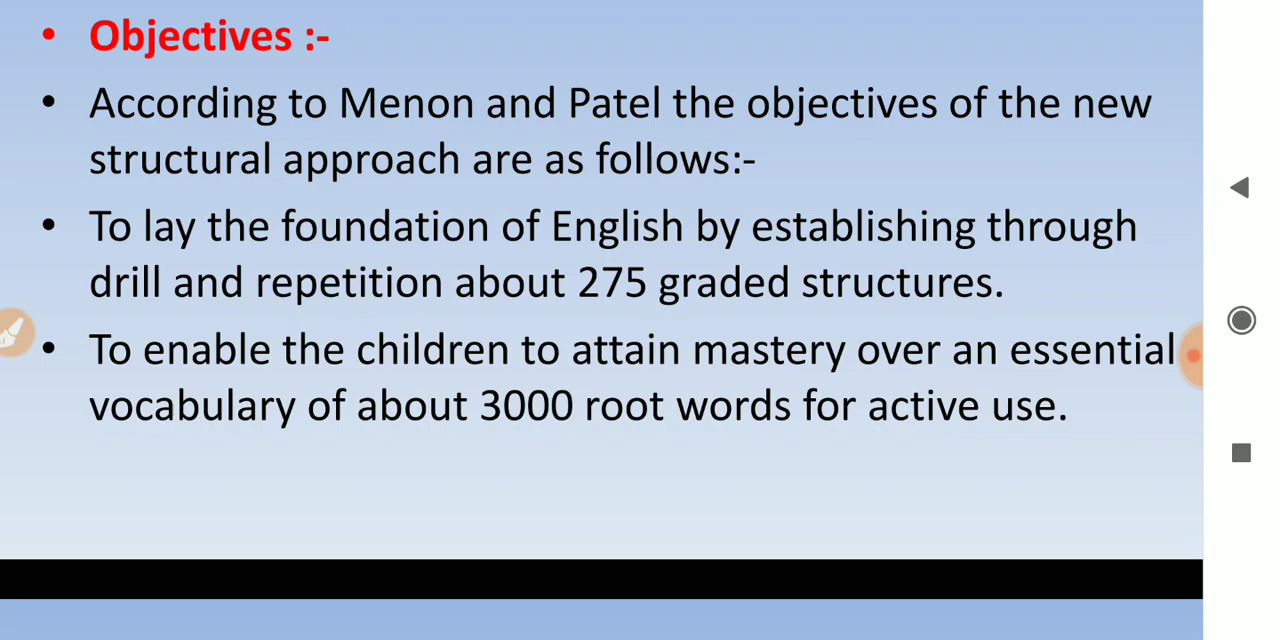 • Objectives :-
• According to Menon and Patel the objectives of the new
structural approach are as follows:-
• To lay the foundation of English by establishing through
drill and repetition about 275 graded structures.
• To enable the children to attain mastery over an essential
vocabulary of about 3000 root words for active use.